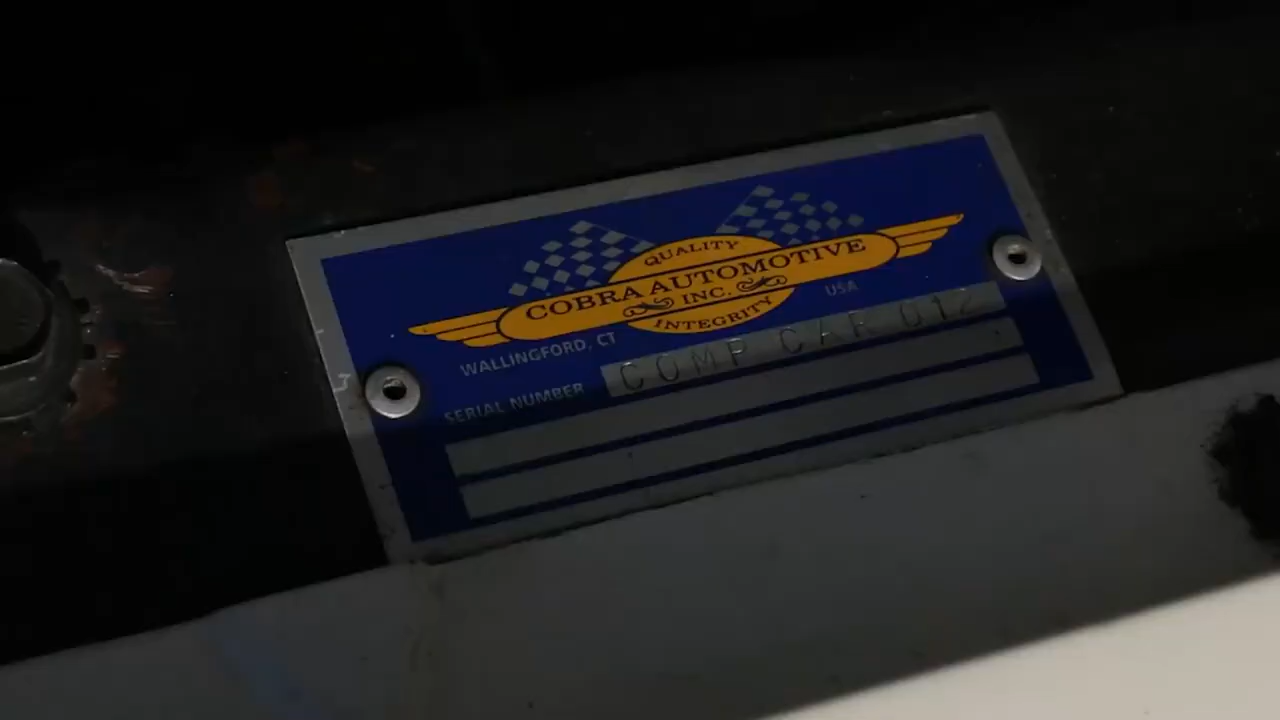 QUALITY
COBRA AUTOMOTIVE
INC.
INTEGRITY
WALLINGFORD, CT
USA
SERIAL NUMBER COMP CAR 012